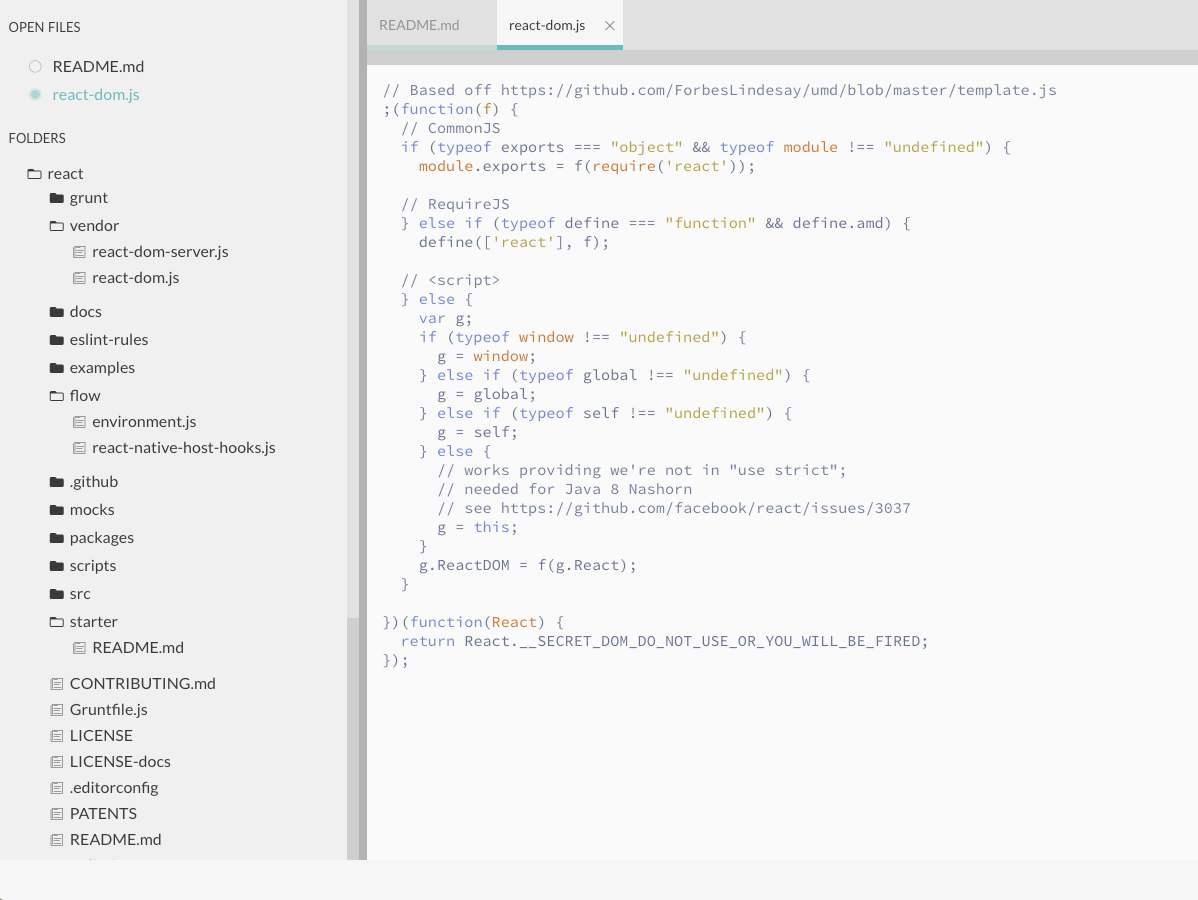 OPEN FILES
README.md
react-dom.js
FOLDERS
react
grunt
vendor
react-dom-server.js
react-dom.js
docs
eslint-rules
examples
flow
environment.js
react-native-host-hooks.js
.github
mocks
packages
scripts
src
starter
README.md
CONTRIBUTING.md
Gruntfile.js
LICENSE
LICENSE-docs
.editorconfig
PATENTS
README.md
README.md react-dom.js
// Based off https://github.com/ForbesLindesay/umd/blob/master/template.js
;(function(f) {
  // CommonJS
  if (typeof exports === "object" && typeof module !== "undefined") {
    module.exports = f(require('react'));
  // RequireJS
  } else if (typeof define === "function" && define.amd) {
    define(['react'], f);
  // <script>
  } else {
    var g;
    if (typeof window !== "undefined") {
      g = window;
    } else if (typeof global !== "undefined") {
      g = global;
    } else if (typeof self !== "undefined") {
      g = self;
    } else {
      // works providing we're not in "use strict";
      // needed for Java 8 Nashorn
      // see https://github.com/facebook/react/issues/3037
      g = this;
    }
    g.ReactDOM = f(g.React);
  }
})(function(React) {
  return React.__SECRET_DOM_DO_NOT_USE_OR_YOU_WILL_BE_FIRED;
});